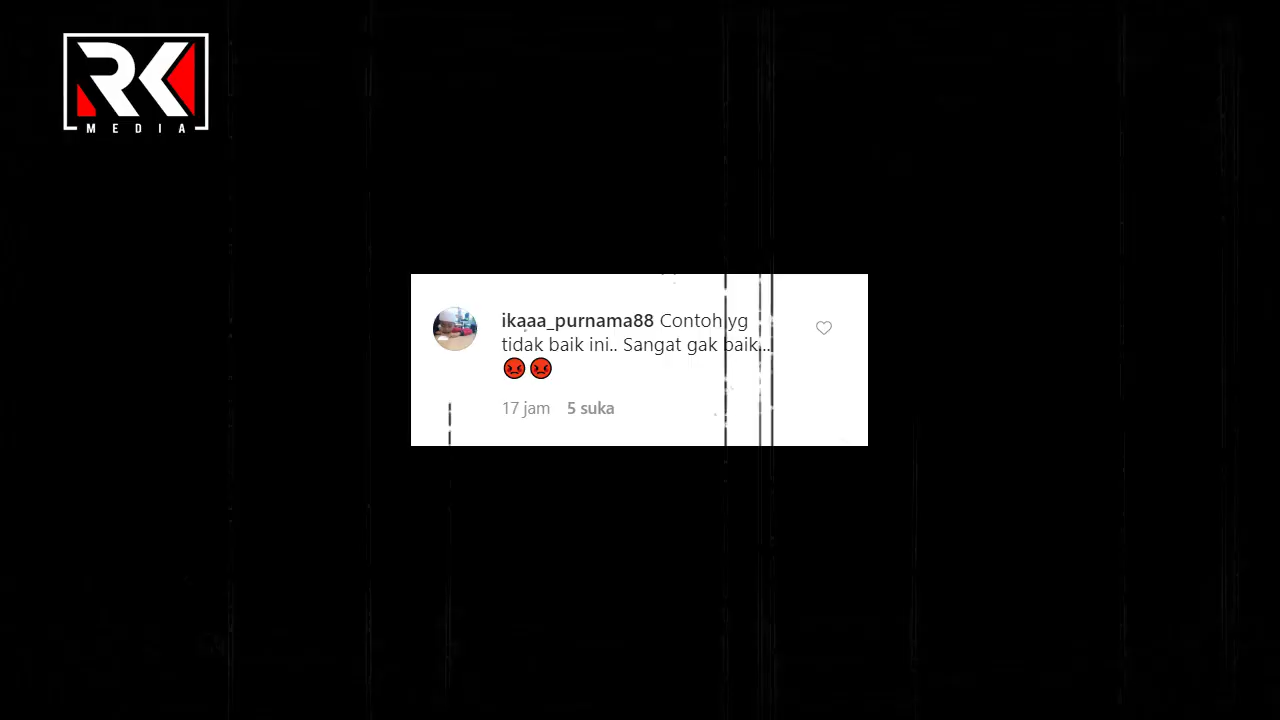 RK
MEDIA
ikaaa_purnama88 Contoh yg
tidak baik ini.. Sangat gak baik...
😡😡
17 jam 5 suka